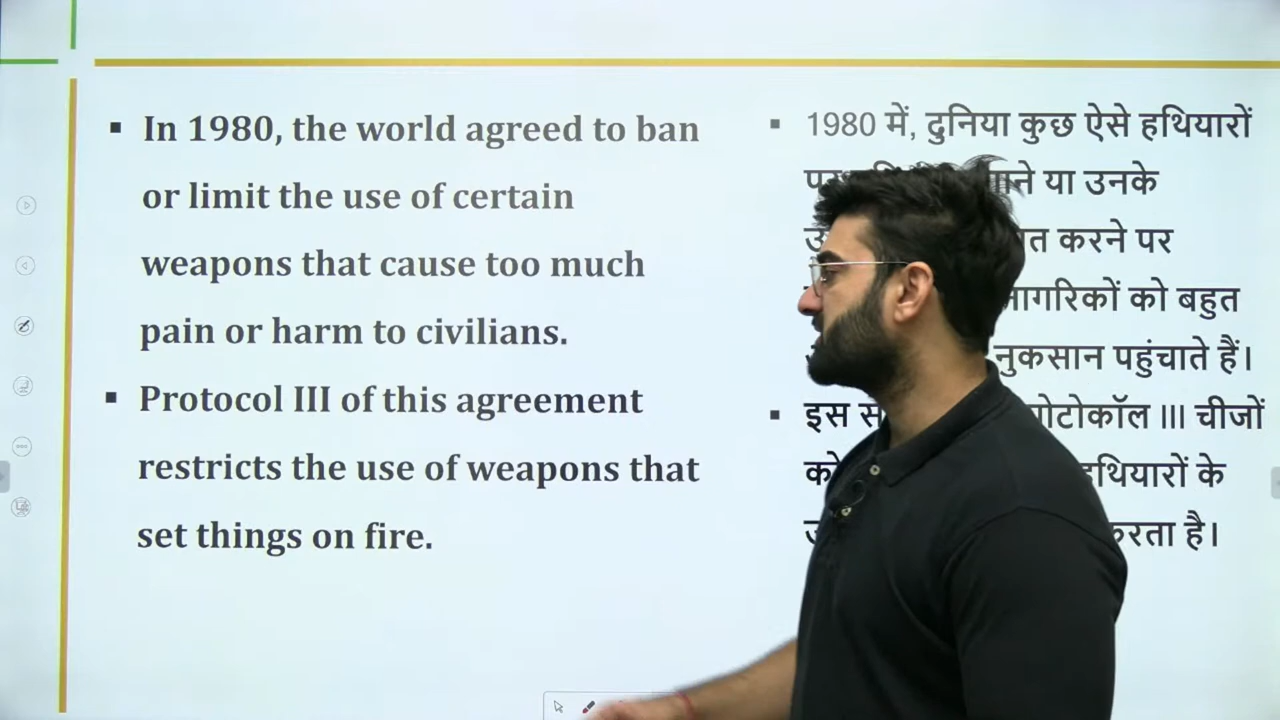 ▪ In 1980, the world agreed to ban
or limit the use of certain
weapons that cause too much
pain or harm to civilians.
▪ Protocol III of this agreement
restricts the use of weapons that
set things on fire.
▪ 1980 में, दुनिया कुछ ऐसे हथियारों
या उनके
करने पर
नागरिकों को बहुत
नुकसान पहुंचाते हैं।
▪ इस प्रोटोकॉल III चीजों
को हथियारों के
करता है।